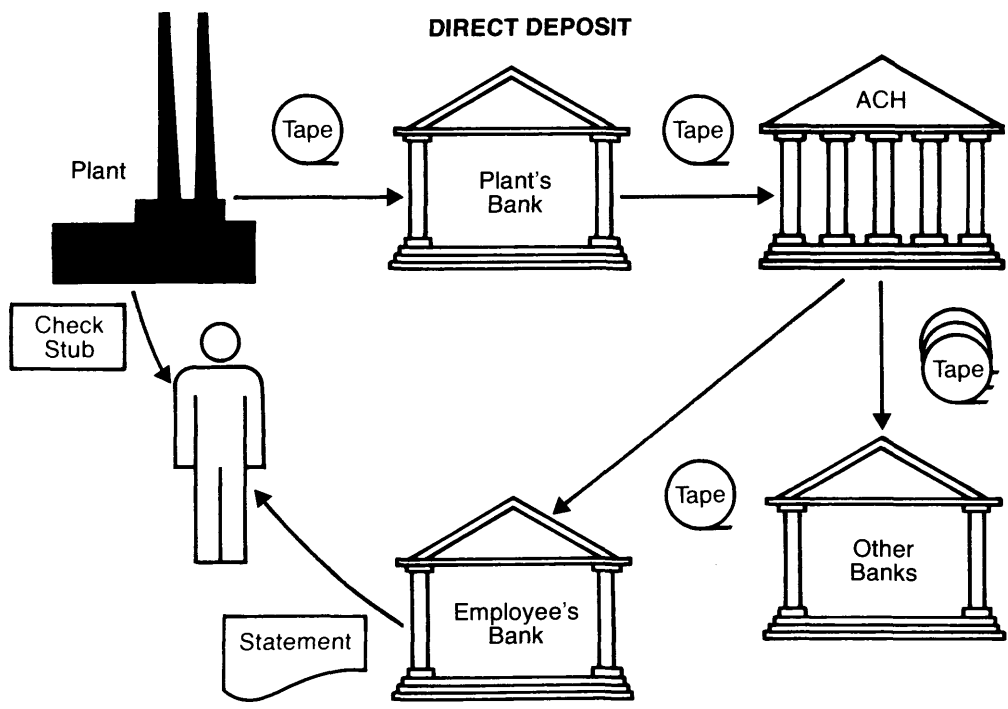 DIRECT DEPOSIT
Plant
Tape
Plant's
Bank
Tape
ACH
Check
Stub
Tape
Tape
Other
Banks
Employee's
Bank
Statement